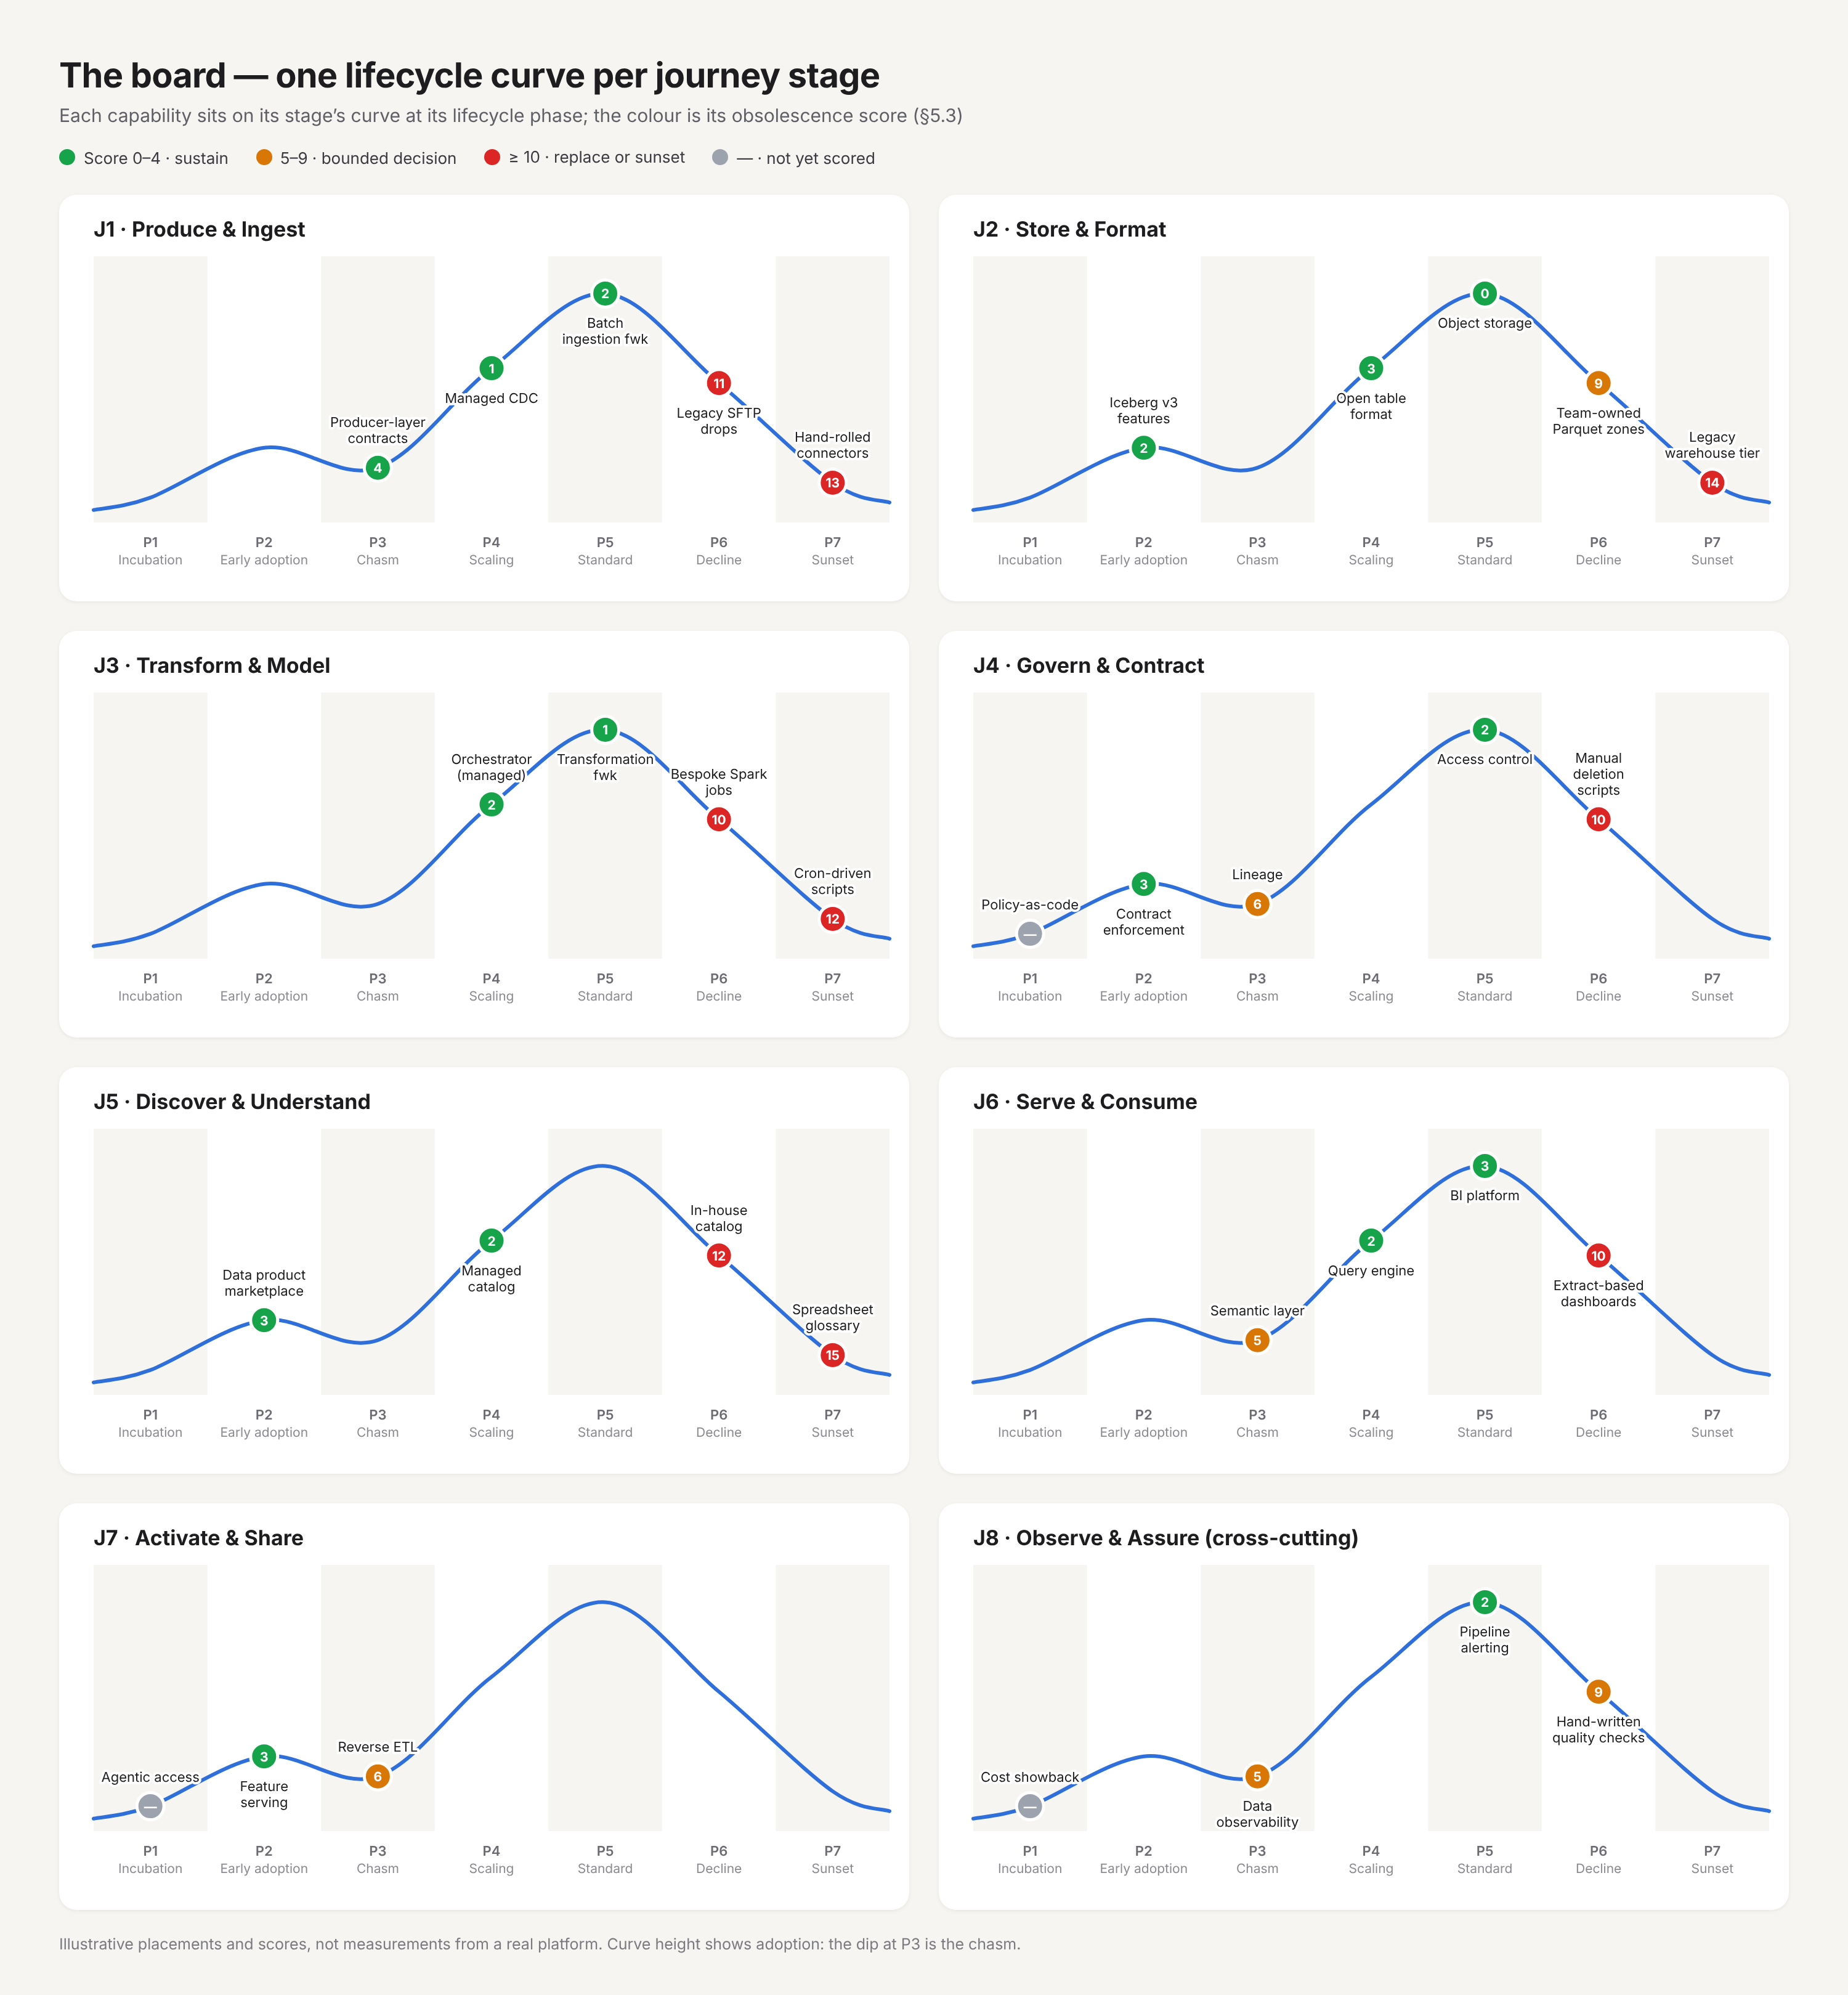 The board — one lifecycle curve per journey stage
Each capability sits on its stage’s curve at its lifecycle phase; the colour is its obsolescence score (§5.3)
Score 0–4 · sustain
5–9 · bounded decision
≥ 10 · replace or sunset
— · not yet scored
J1 · Produce & Ingest
2
Batch
ingestion fwk
1
Managed CDC
11
Legacy SFTP
drops
Producer-layer
contracts
4
Hand-rolled
connectors
13
P1 P2 P3 P4 P5 P6 P7
Incubation Early adoption Chasm Scaling Standard Decline Sunset
J2 · Store & Format
0
Object storage
3
Open table
format
9
Team-owned
Parquet zones
Iceberg v3
features
2
Legacy
warehouse tier
14
P1 P2 P3 P4 P5 P6 P7
Incubation Early adoption Chasm Scaling Standard Decline Sunset
J3 · Transform & Model
1
Transformation
fwk
Orchestrator
(managed)
2
Bespoke Spark
jobs
10
Cron-driven
scripts
12
P1 P2 P3 P4 P5 P6 P7
Incubation Early adoption Chasm Scaling Standard Decline Sunset
J4 · Govern & Contract
2
Access control
Manual
deletion
scripts
10
Lineage
6
3
Contract
enforcement
Policy-as-code
—
P1 P2 P3 P4 P5 P6 P7
Incubation Early adoption Chasm Scaling Standard Decline Sunset
J5 · Discover & Understand
In-house
catalog
12
2
Managed
catalog
Data product
marketplace
3
Spreadsheet
glossary
15
P1 P2 P3 P4 P5 P6 P7
Incubation Early adoption Chasm Scaling Standard Decline Sunset
J6 · Serve & Consume
3
BI platform
2
Query engine
10
Extract-based
dashboards
Semantic layer
5
P1 P2 P3 P4 P5 P6 P7
Incubation Early adoption Chasm Scaling Standard Decline Sunset
J7 · Activate & Share
Reverse ETL
6
3
Feature
serving
Agentic access
—
P1 P2 P3 P4 P5 P6 P7
Incubation Early adoption Chasm Scaling Standard Decline Sunset
J8 · Observe & Assure (cross-cutting)
2
Pipeline
alerting
9
Hand-written
quality checks
Cost showback
—
5
Data
observability
P1 P2 P3 P4 P5 P6 P7
Incubation Early adoption Chasm Scaling Standard Decline Sunset
Illustrative placements and scores, not measurements from a real platform. Curve height shows adoption: the dip at P3 is the chasm.